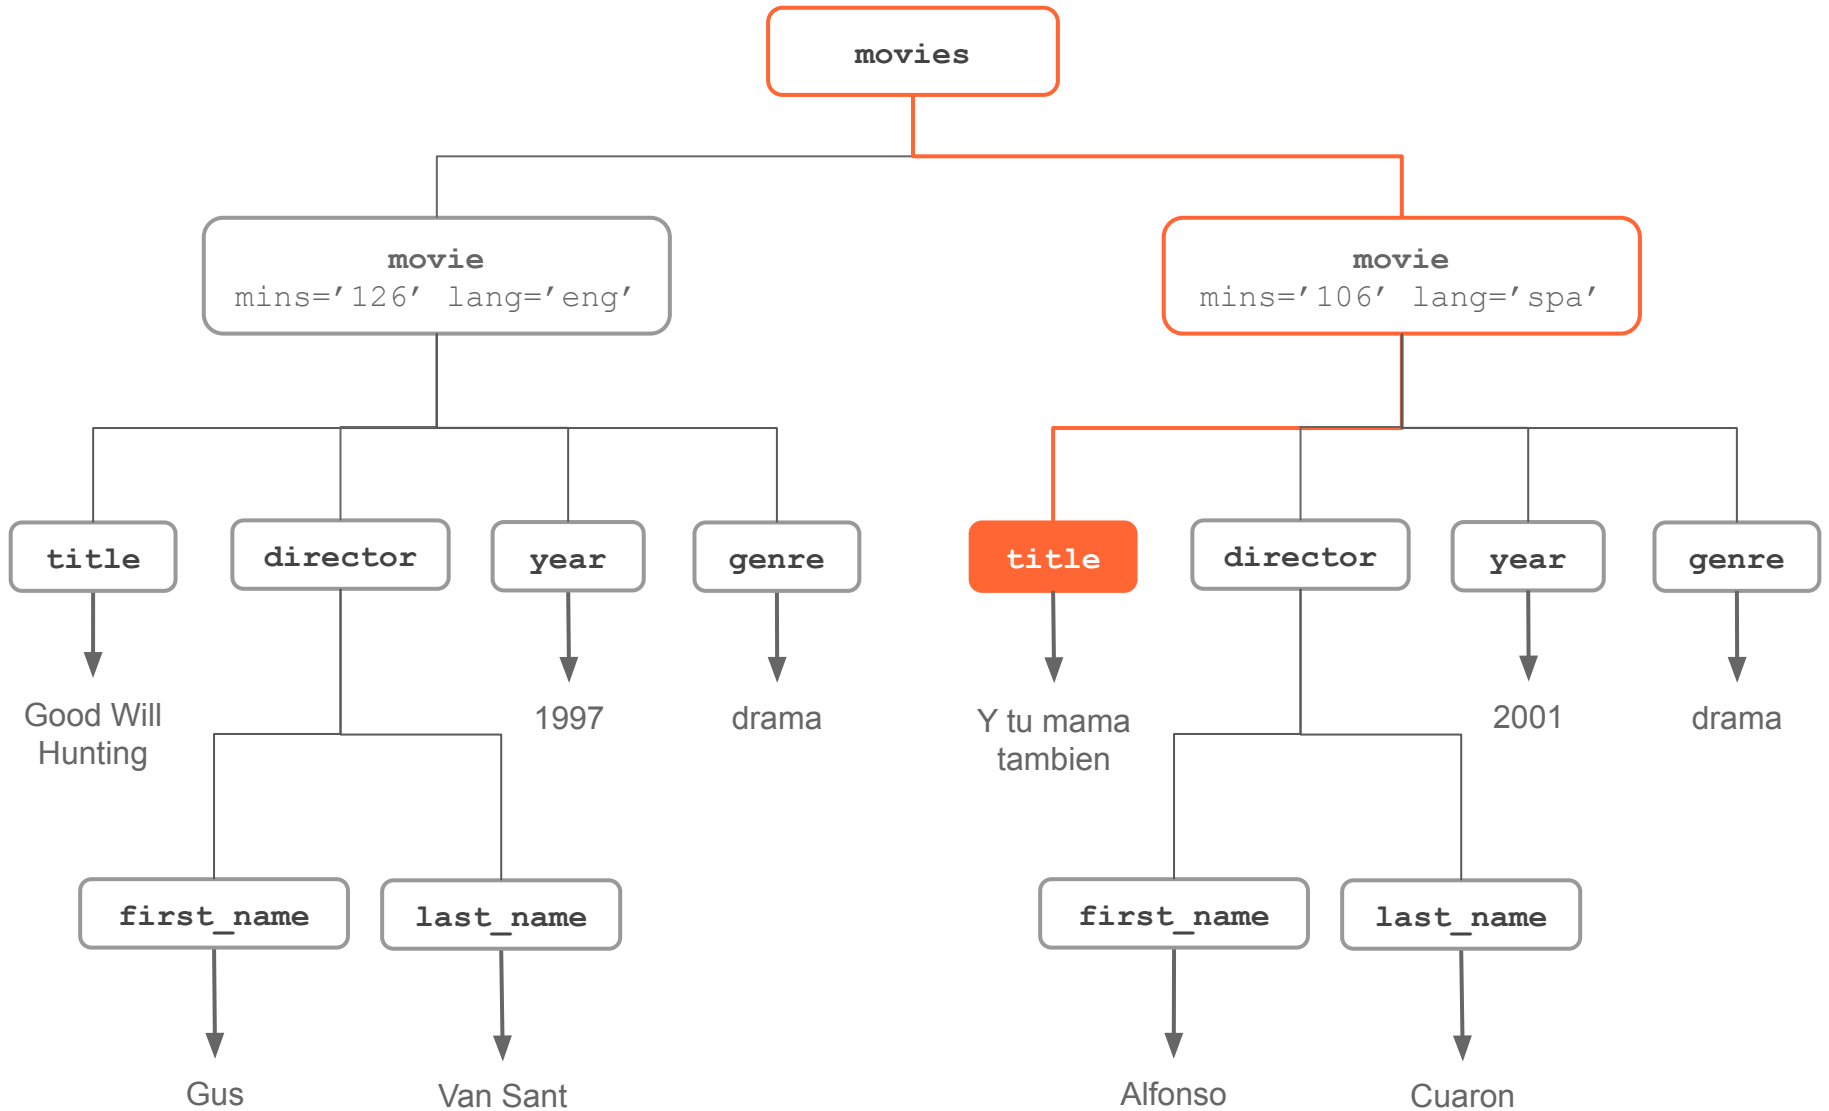 movies
movie
mins=’126’ lang=’eng’
movie
mins=’106’ lang=’spa’
title
director
year
genre
title
director
year
genre
Good Will
Hunting
1997
drama
Y tu mama
tambien
2001
drama
first_name
last_name
first_name
last_name
Gus
Van Sant
Alfonso
Cuaron